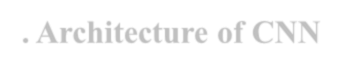 . Architecture of CNN